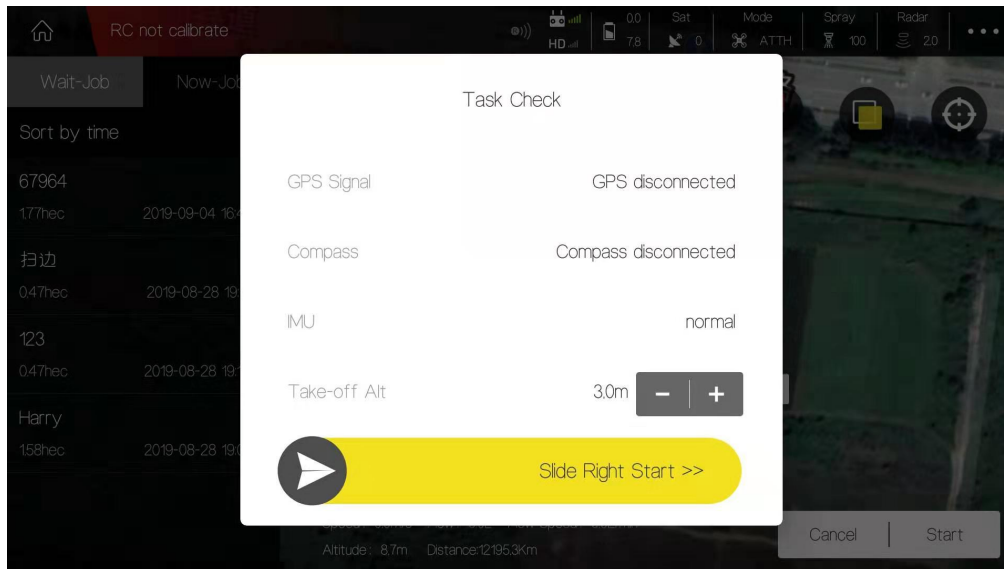 RC not calibrate
HD
0.0
7.8
Sat
0
Mode
ATTH
Spray
100
Radar
2.0
Wait-Job
Now-Job
Sort by time
67964
1.77hec 2019-09-04 16:4
扫边
0.47hec 2019-08-28 19:
123
0.47hec 2019-08-28 19:1
Harry
1.58hec 2019-08-28 19:0
Task Check
GPS Signal GPS disconnected
Compass Compass disconnected
IMU normal
Take-off Alt 3.0m - +
Slide Right Start >>
Altitude: 8.7m Distance:12195.3Km
Cancel Start